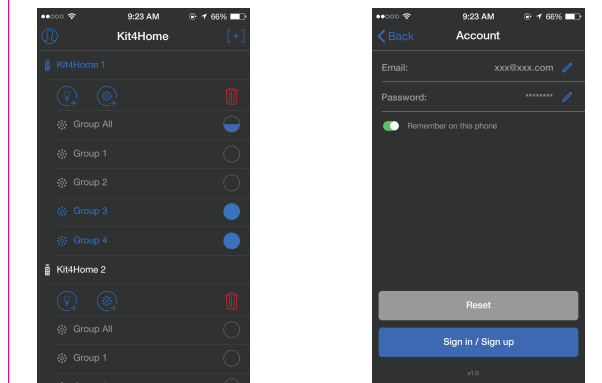 9:23 AM
66%
Kit4Home
[+]
Kit4Home 1
Group All
Group 1
Group 2
Group 3
Group 4
Kit4Home 2
Group All
Group 1
9:23 AM
66%
Back
Account
Email: xxx@xxx.com
Password: ********
Remember on this phone
Reset
Sign in / Sign up
v1.0